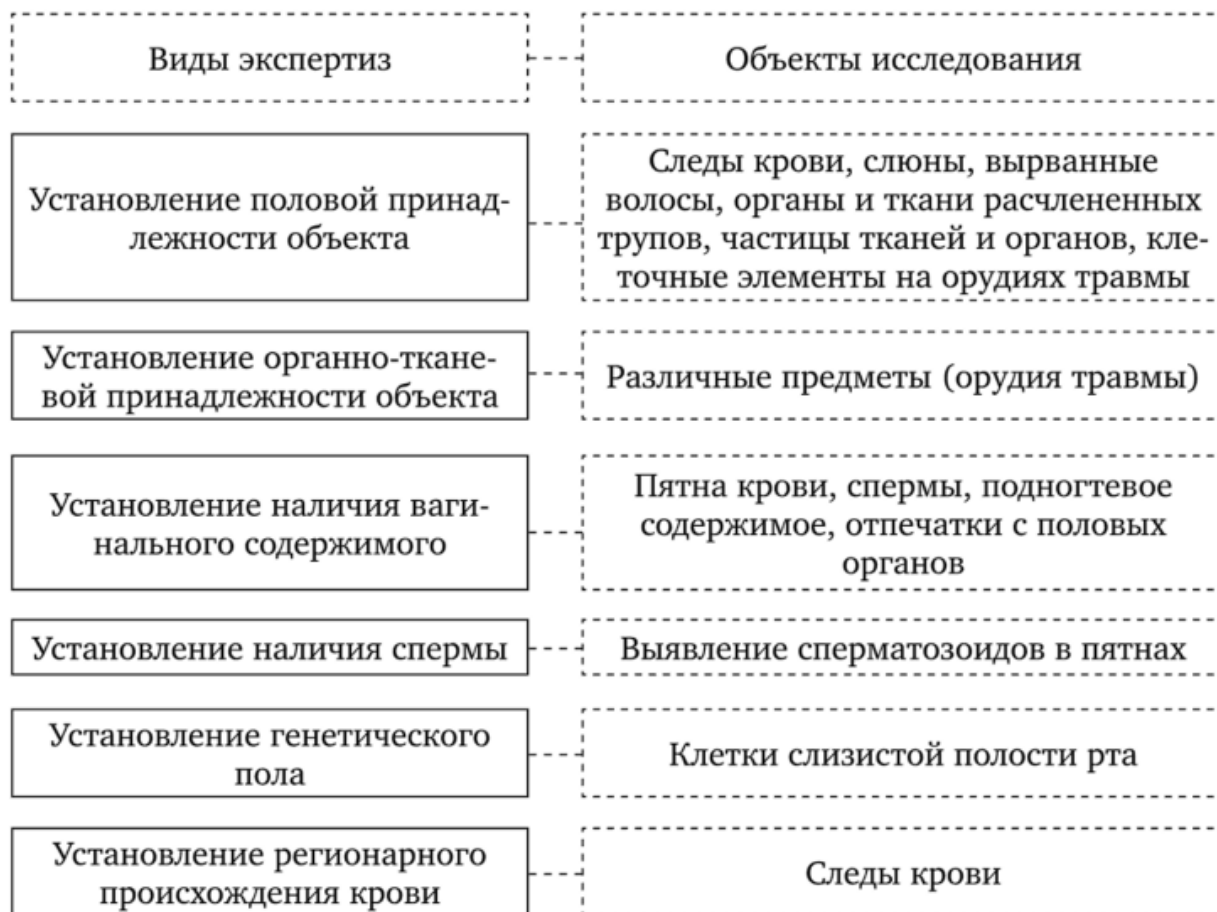 Виды экспертиз
Объекты исследования
Установление половой принад-
лежности объекта
Следы крови, слюны, вырванные
волосы, органы и ткани расчлененных
трупов, частицы тканей и органов, кле-
точные элементы на орудиях травмы
Установление органно-ткане-
вой принадлежности объекта
Различные предметы (орудия травмы)
Установление наличия ваги-
нального содержимого
Пятна крови, спермы, подногтевое
содержимое, отпечатки с половых
органов
Установление наличия спермы
Выявление сперматозоидов в пятнах
Установление генетического
пола
Клетки слизистой полости рта
Установление регионарного
происхождения крови
Следы крови